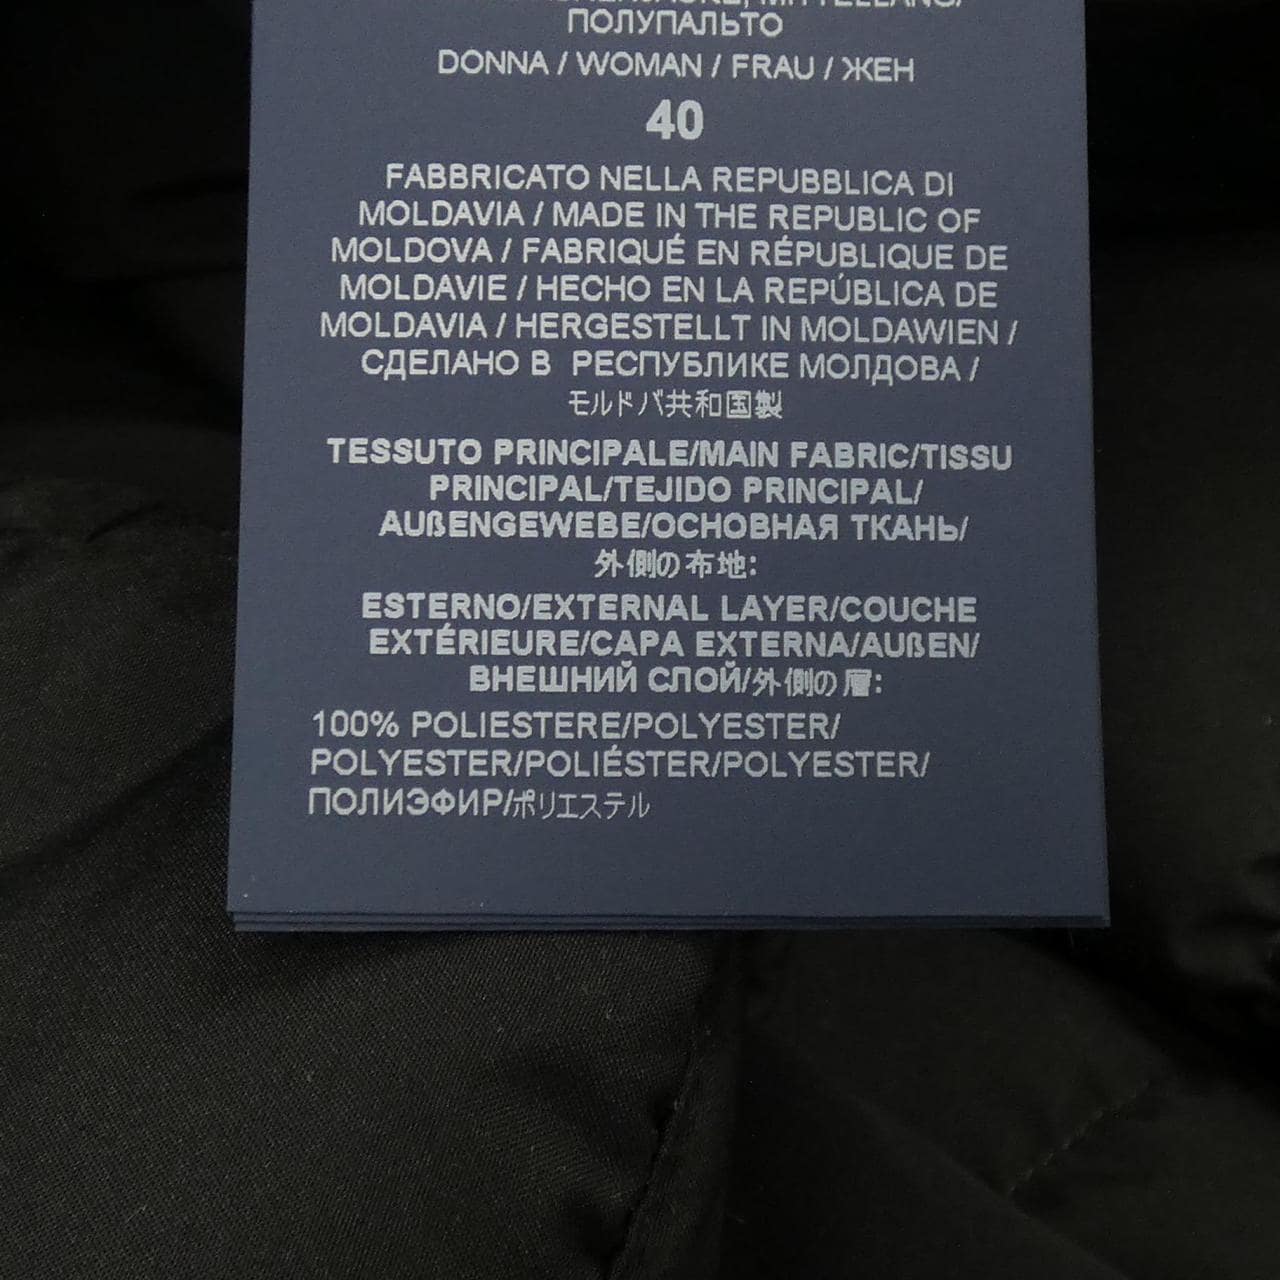 ПОЛУПАЛЬТО
DONNA / WOMAN / FRAU / ЖЕН
40
FABBRICATO NELLA REPUBBLICA DI
MOLDAVIA / MADE IN THE REPUBLIC OF
MOLDOVA / FABRIQUÉ EN RÉPUBLIQUE DE
MOLDAVIE / HECHO EN LA REPÚBLICA DE
MOLDAVIA / HERGESTELLT IN MOLDAWIEN /
СДЕЛАНО В РЕСПУБЛИКЕ МОЛДОВА /
モルドバ共和国製
TESSUTO PRINCIPALE/MAIN FABRIC/TISSU
PRINCIPAL/TEJIDO PRINCIPAL/
AUßENGEWEBE/ОСНОВНАЯ ТКАНЬ/
外側の布地:
ESTERNO/EXTERNAL LAYER/COUCHE
EXTÉRIEURE/CAPA EXTERNA/AUßEN/
ВНЕШНИЙ СЛОЙ/外側の層:
100% POLIESTERE/POLYESTER/
POLYESTER/POLIÉSTER/POLYESTER/
ПОЛИЭФИР/ポリエステル